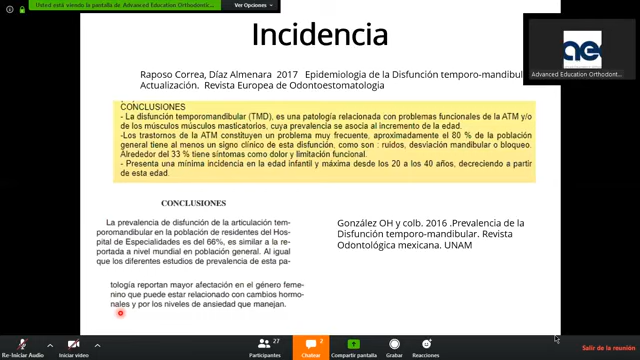 Usted está viendo la pantalla de Advanced Education Orthodontic
Ver Opciones
Incidencia
Advanced Education Orthodont...
Raposo Correa, Díaz Almenara 2017 Epidemiologia de la Disfunción temporo-mandibu
Actualización. Revista Europea de Odontoestomatologia
CONCLUSIONES
- La disfunción temporomandibular (TMD), es una patología relacionada con problemas funcionales de la ATM y/o
de los músculos músculos masticatorios, cuya prevalencia se asocia al incremento de la edad.
-Los trastornos de la ATM constituyen un problema muy frecuente, aproximadamente el 80 % de la población
general tiene al menos un signo clínico de esta disfunción, como son : ruidos, desviación mandibular o bloqueo.
Alrededor del 33 % tiene síntomas como dolor y limitación funcional.
- Presenta una mínima incidencia en la edad infantil y máxima desde los 20 a los 40 años, decreciendo a partir
de esta edad.
CONCLUSIONES
La prevalencia de disfunción de la articulación tem-
poromandibular en la población de residentes del Hos-
pital de Especialidades es del 66%, es similar a la re-
portada a nivel mundial en población general. Al igual
que los diferentes estudios de prevalencia de esta pa-
tología reportan mayor afectación en el género feme-
nino que puede estar relacionado con cambios hormo-
nales y por los niveles de ansiedad que manejan.
González OH y colb. 2016 .Prevalencia de la
Disfunción temporo-mandibular. Revista
Odontológica mexicana. UNAM
Re-Iniciar Audio
Iniciar video
27
Participantes
2
Chatear
Compartir pantalla
Grabar
Reacciones
Salir de la reunión